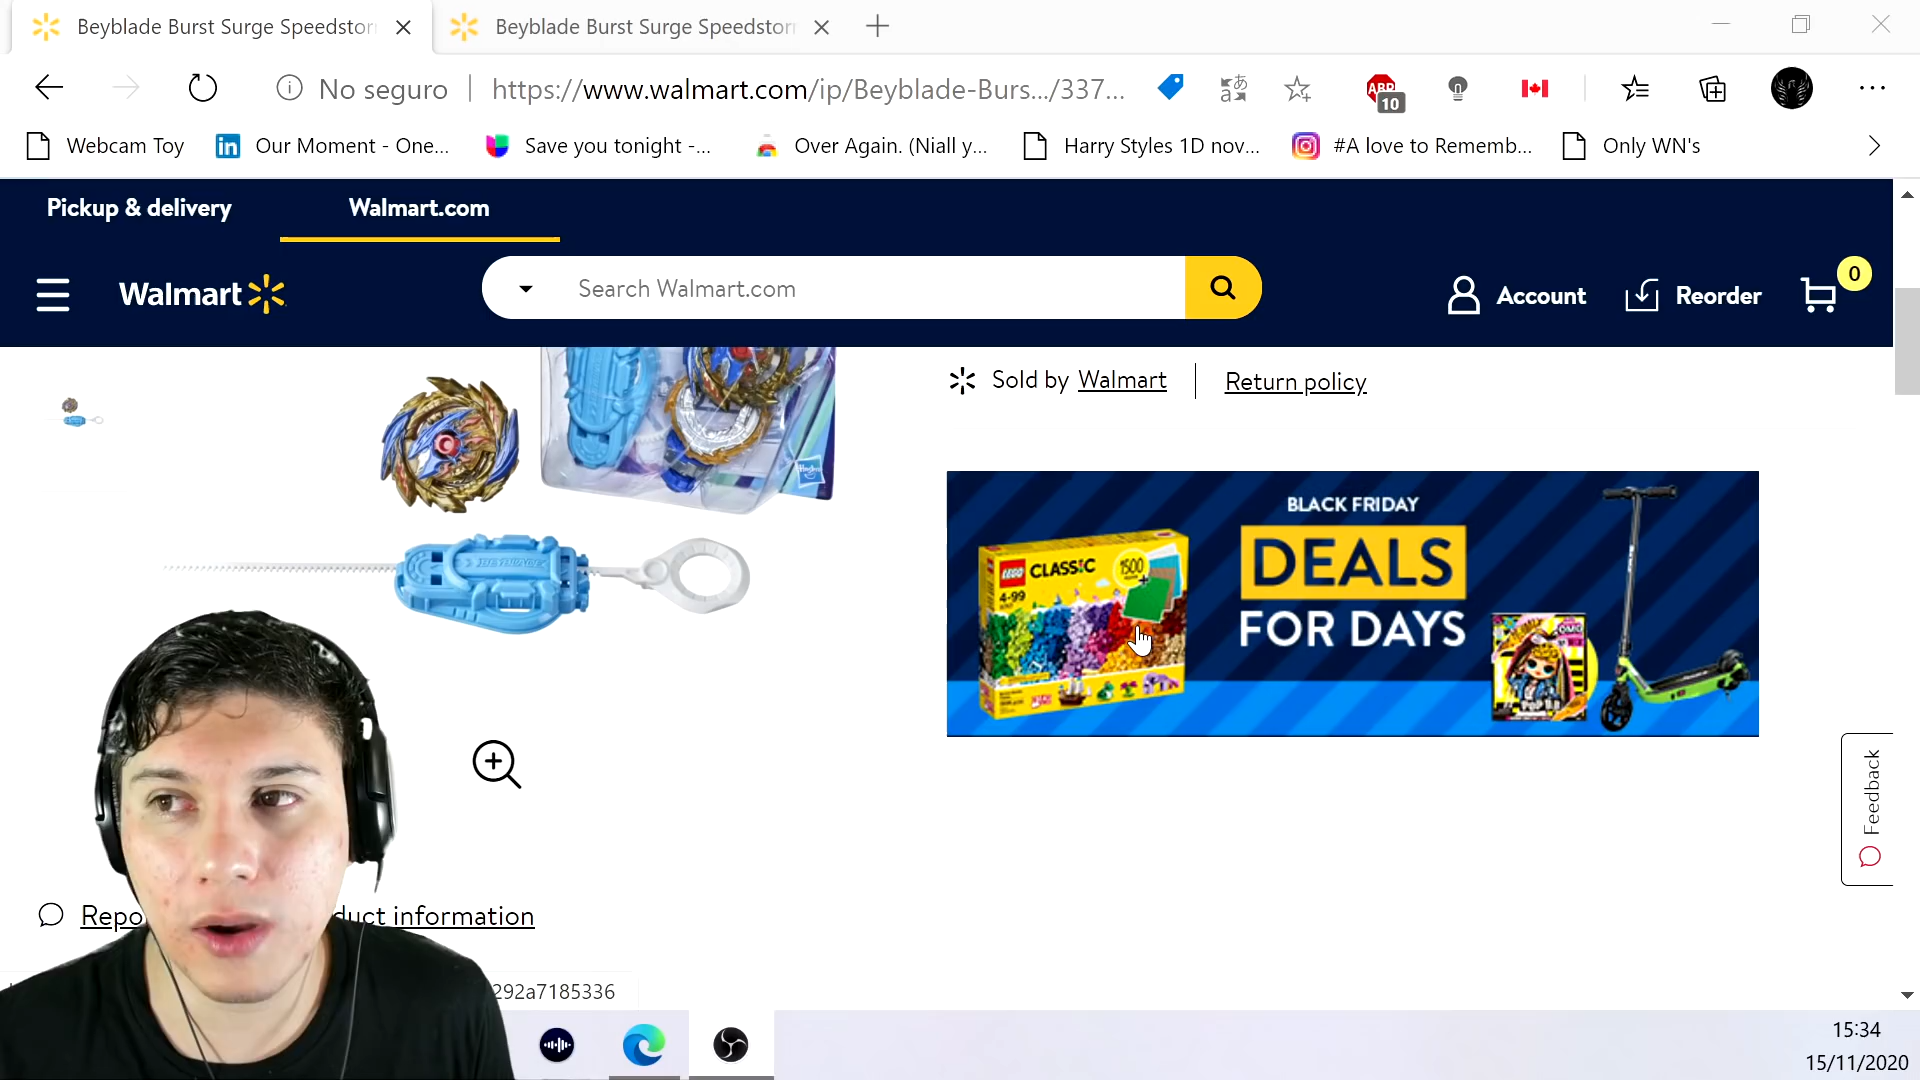 Beyblade Burst Surge Speedstor
Beyblade Burst Surge Speedstor
No seguro
https://www.walmart.com/ip/Beyblade-Burs.../337...
ABP
10
Webcam Toy
Our Moment - One...
Save you tonight -...
Over Again. (Niall y...
Harry Styles 1D nov...
#A love to Rememb...
Only WN's
Pickup & delivery
Walmart.com
Walmart
Search Walmart.com
Account
Reorder
0
Sold by Walmart
Return policy
BLACK FRIDAY
DEALS
FOR DAYS
LEGO CLASSIC
1500
4-99
Feedback
Repo
duct information
292a7185336
15:34
15/11/2020